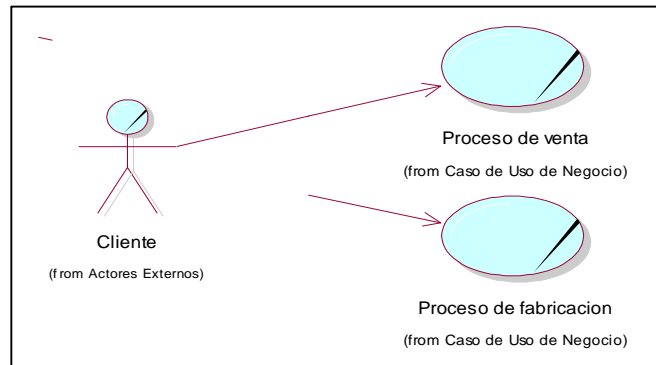 Proceso de venta
(from Caso de Uso de Negocio)
Cliente
(from Actores Externos)
Proceso de fabricacion
(from Caso de Uso de Negocio)